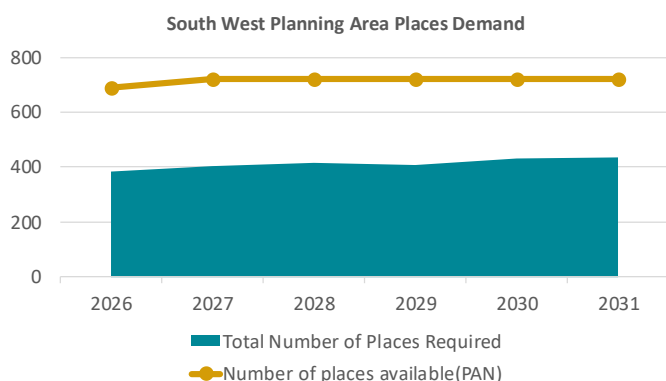 South West Planning Area Places Demand
800
600
400
200
0
2026 2027 2028 2029 2030 2031
Total Number of Places Required
Number of places available(PAN)